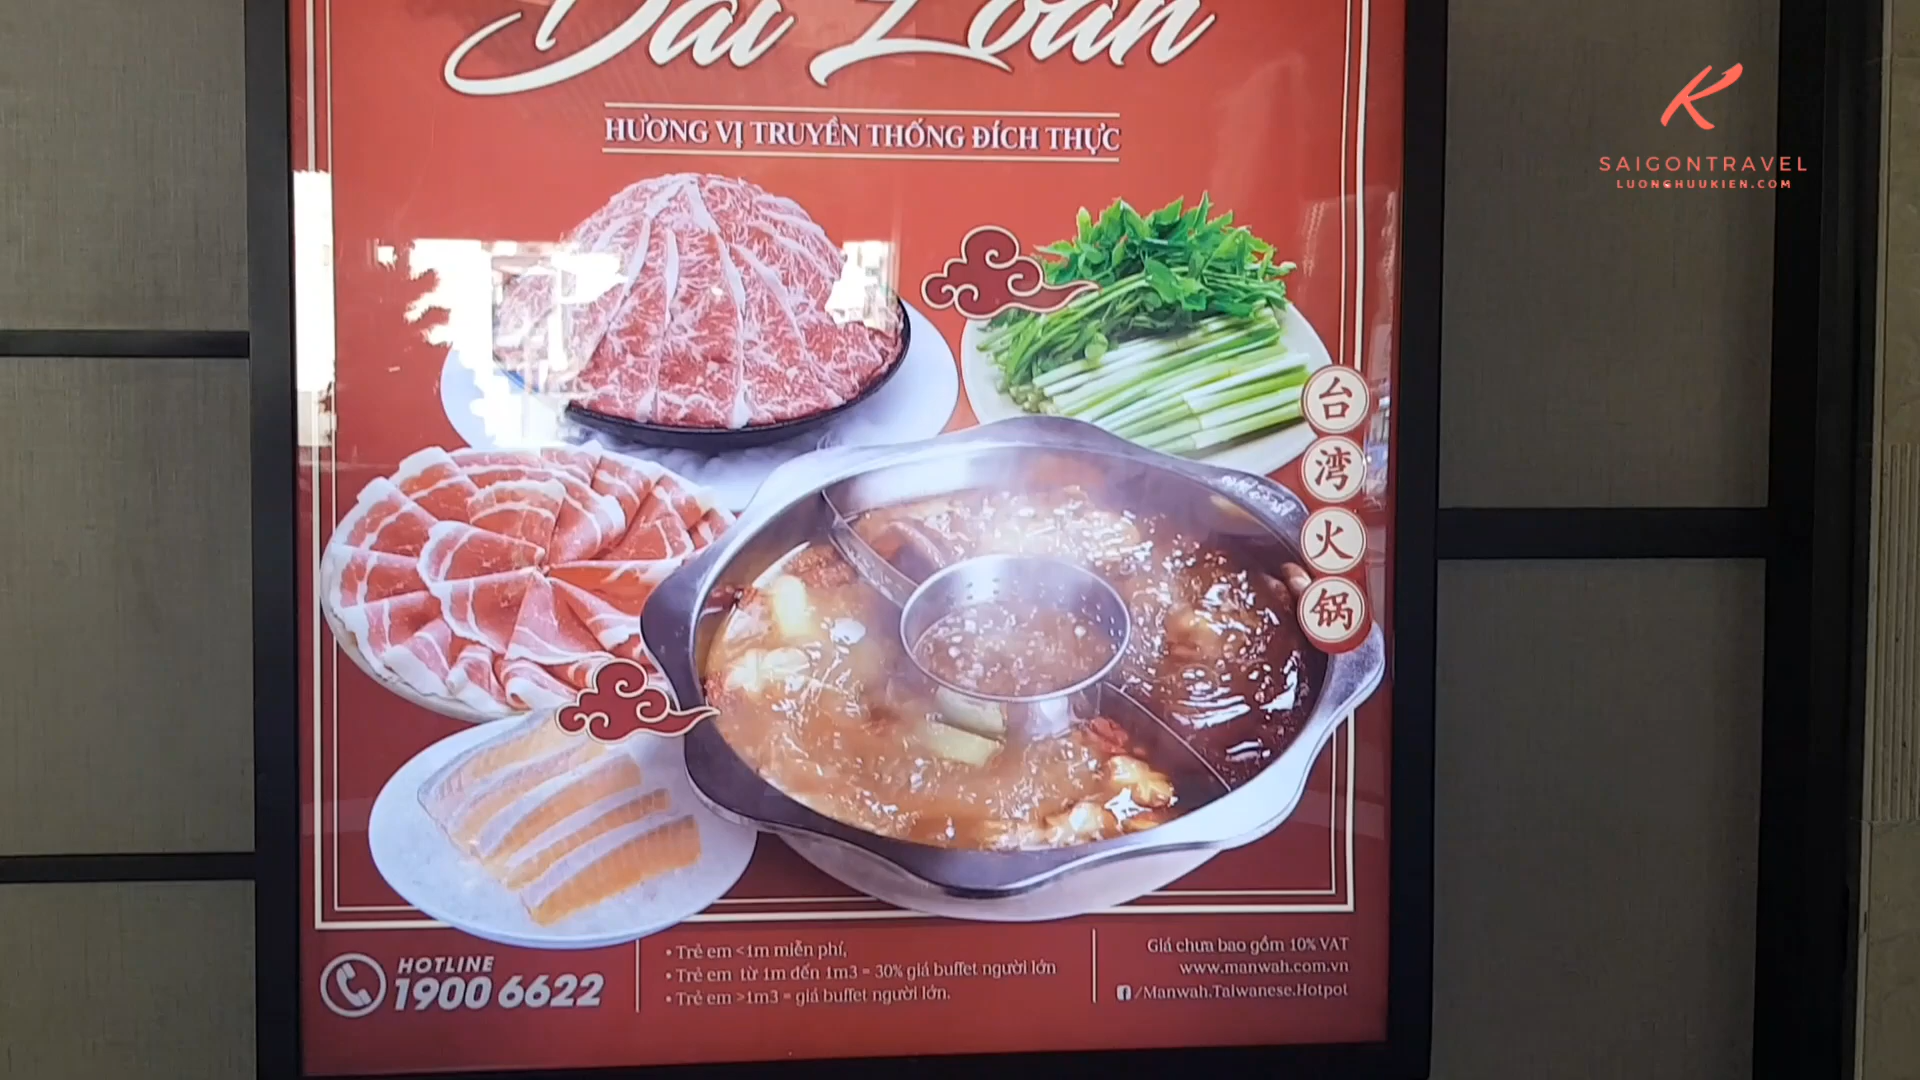 Đài Loan
HƯƠNG VỊ TRUYỀN THỐNG ĐÍCH THỰC
SAIGONTRAVEL
LUONGHUUKIEN.COM
台
湾
火
锅
HOTLINE
1900 6622
• Trẻ em <1m miễn phí,
• Trẻ em từ 1m đến 1m3 = 30% giá buffet người lớn
• Trẻ em >1m3 = giá buffet người lớn.
Giá chưa bao gồm 10% VAT
www.manwah.com.vn
/Manwah.Taiwanese.Hotpot